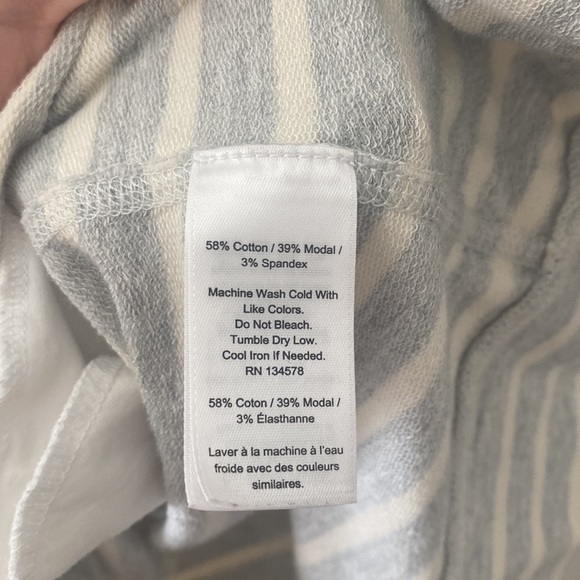 58% Cotton / 39% Modal /
3% Spandex
Machine Wash Cold With
Like Colors.
Do Not Bleach.
Tumble Dry Low.
Cool Iron If Needed.
RN 134578
58% Coton / 39% Modal /
3% Élasthanne
Laver à la machine à l'eau
froide avec des couleurs
similaires.